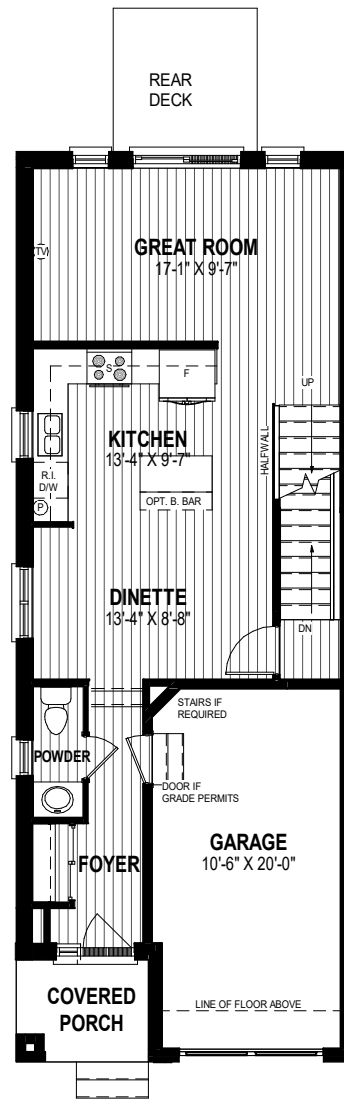 REAR
DECK
TV
GREAT ROOM
17'-1" X 9'-7"
S
F
UP
KITCHEN
13'-4" X 9'-7"
HALFWALL
R.I.
D/W
P
OPT. B. BAR
DINETTE
13'-4" X 8'-8"
DN
STAIRS IF
REQUIRED
POWDER
DOOR IF
GRADE PERMITS
GARAGE
10'-6" X 20'-0"
FOYER
COVERED
PORCH
LINE OF FLOOR ABOVE